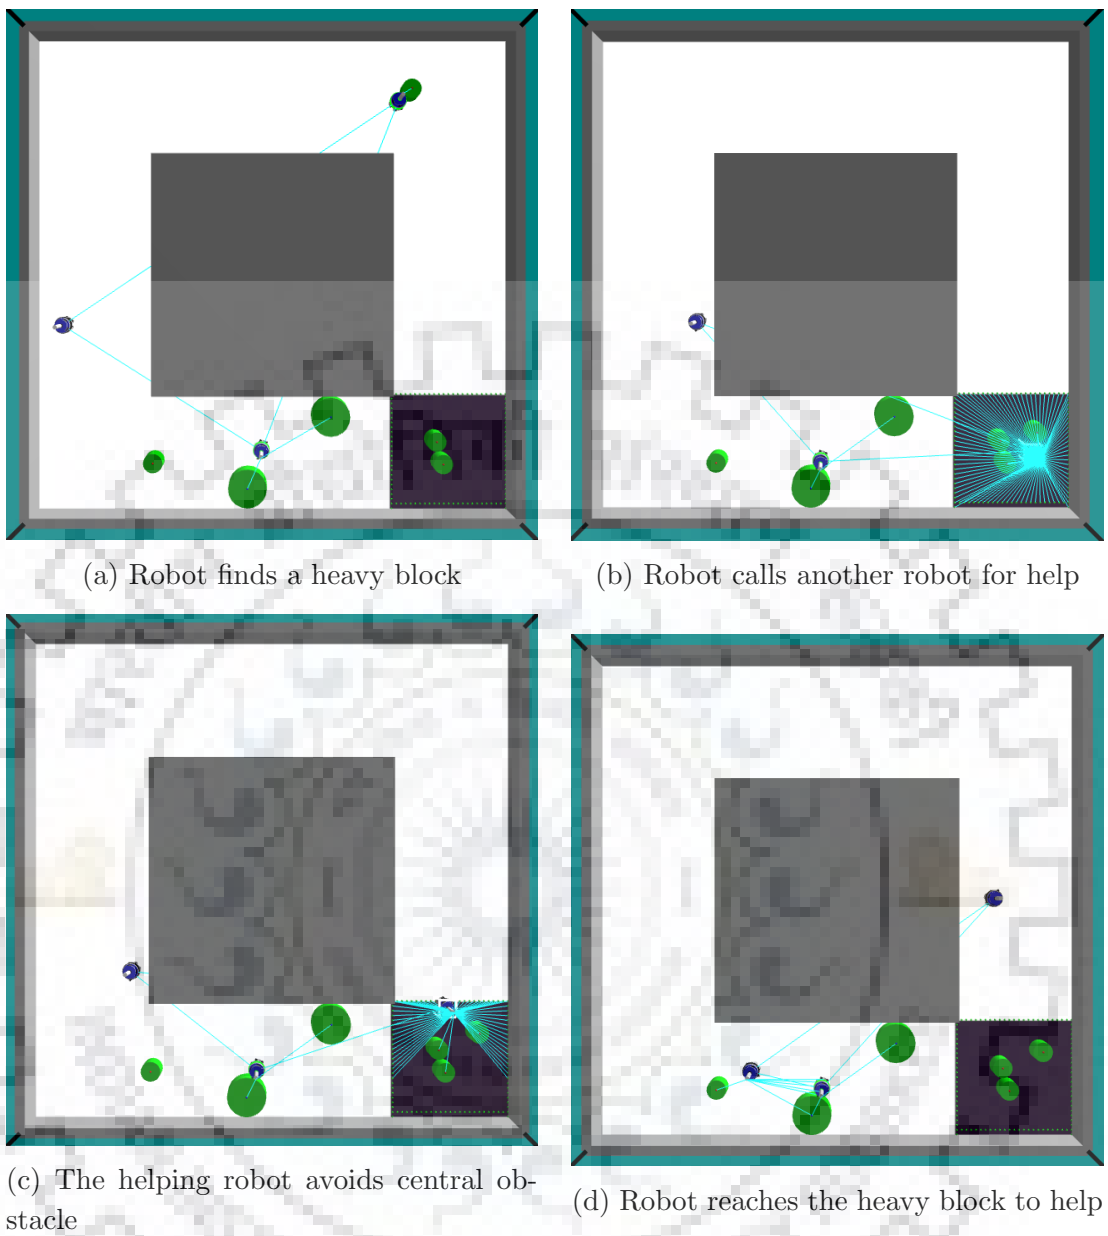 (a) Robot finds a heavy block
(b) Robot calls another robot for help
(c) The helping robot avoids central ob-
stacle
(d) Robot reaches the heavy block to help